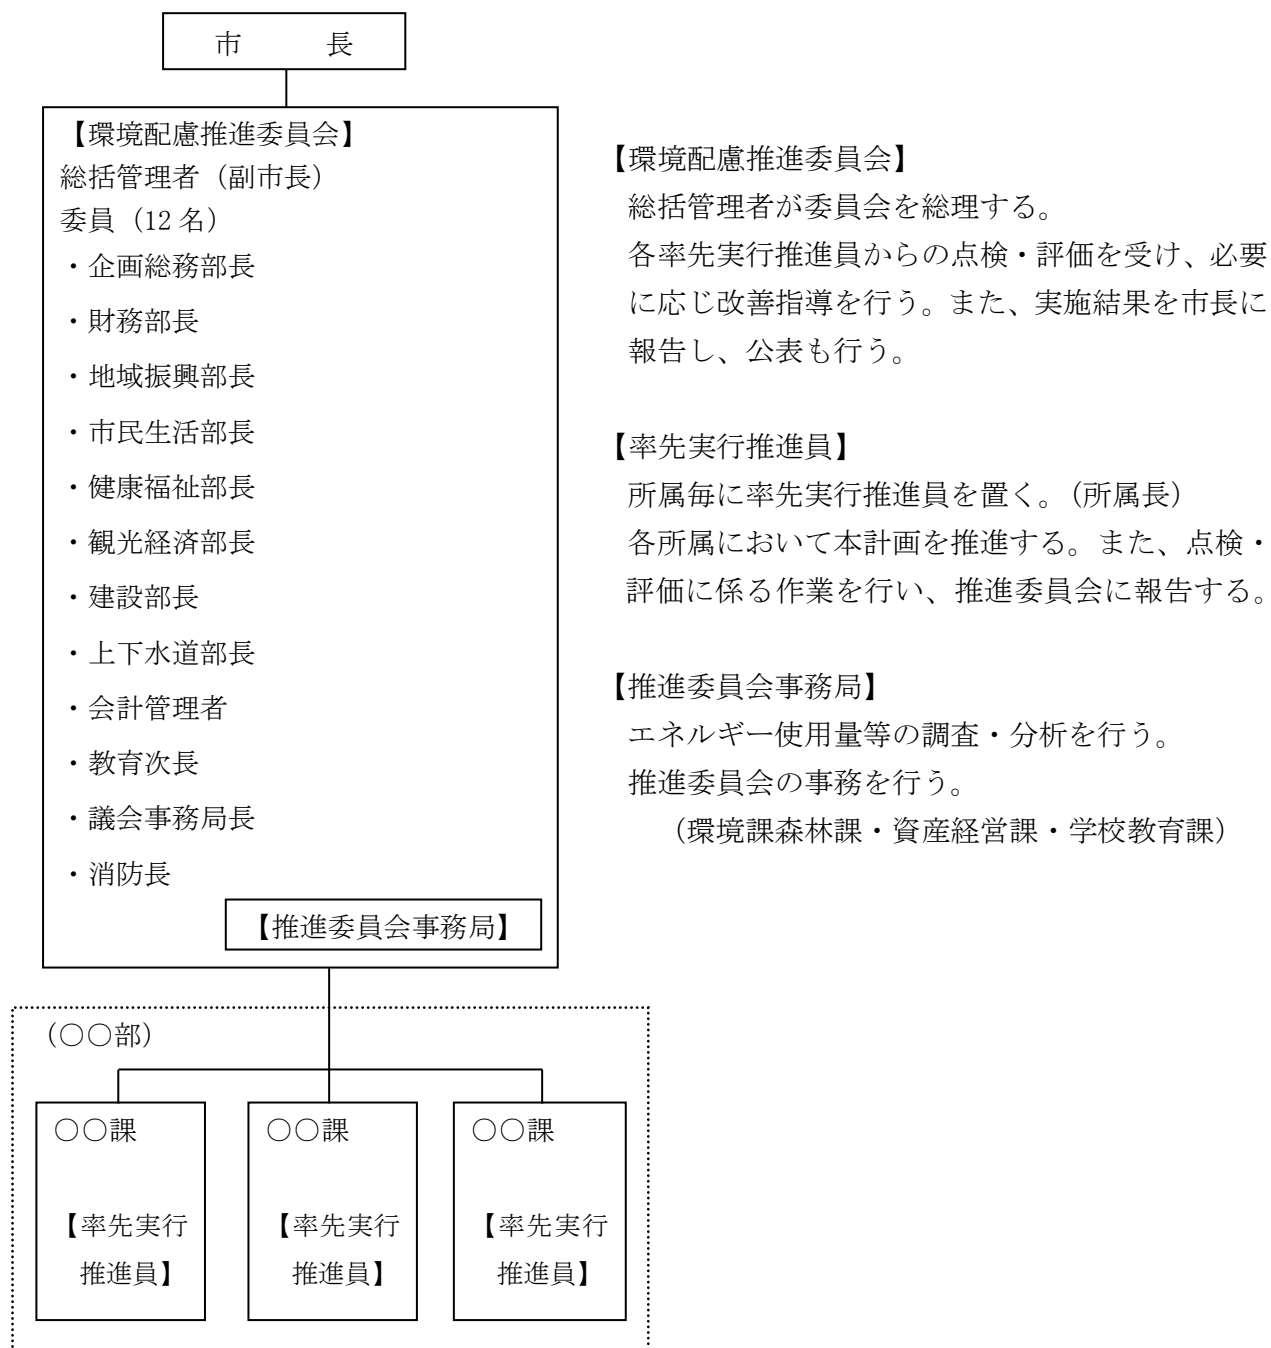 市　　　長
【環境配慮推進委員会】
総括管理者（副市長）
委員（12名）
・企画総務部長
・財務部長
・地域振興部長
・市民生活部長
・健康福祉部長
・観光経済部長
・建設部長
・上下水道部長
・会計管理者
・教育次長
・議会事務局長
・消防長
【推進委員会事務局】
【環境配慮推進委員会】
総括管理者が委員会を総理する。
各率先実行推進員からの点検・評価を受け、必要
に応じ改善指導を行う。また、実施結果を市長に
報告し、公表も行う。
【率先実行推進員】
所属毎に率先実行推進員を置く。（所属長）
各所属において本計画を推進する。また、点検・
評価に係る作業を行い、推進委員会に報告する。
【推進委員会事務局】
エネルギー使用量等の調査・分析を行う。
推進委員会の事務を行う。
（環境課森林課・資産経営課・学校教育課）
（○○部）
○○課
【率先実行
推進員】
○○課
【率先実行
推進員】
○○課
【率先実行
推進員】